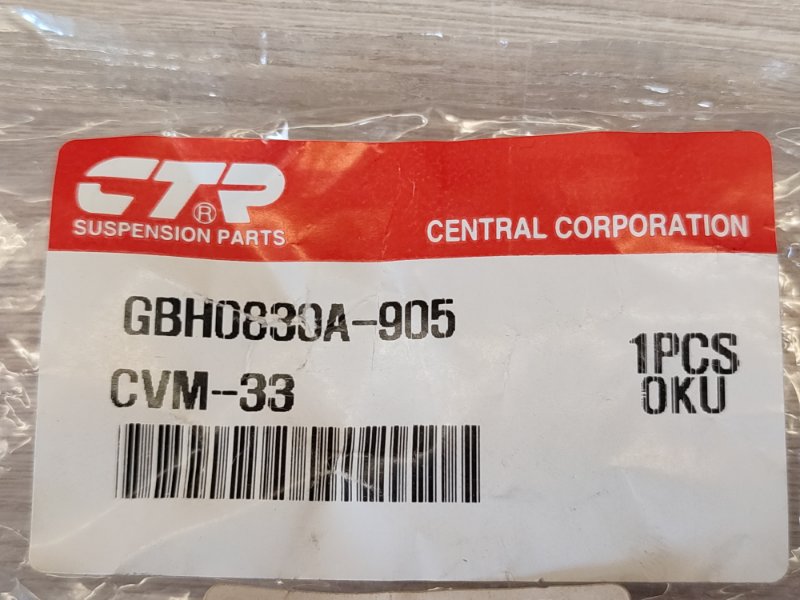 CTR®
SUSPENSION PARTS
CENTRAL CORPORATION
GBH0830A-905
CVM-33
1PCS
OKU